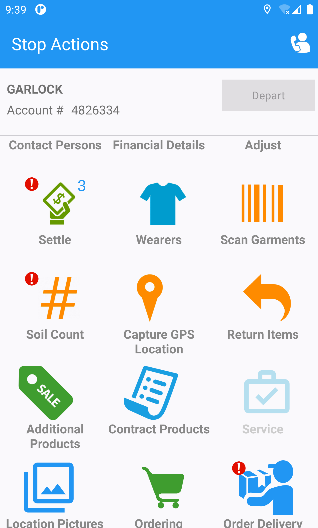 9:39
Stop Actions
GARLOCK
Account # 4826334
Depart
Contact Persons Financial Details Adjust
3
Settle Wearers Scan Garments
Soil Count Capture GPS Return Items
Location
SALE
Additional Contract Products Service
Products
Location Pictures Ordering Order Delivery